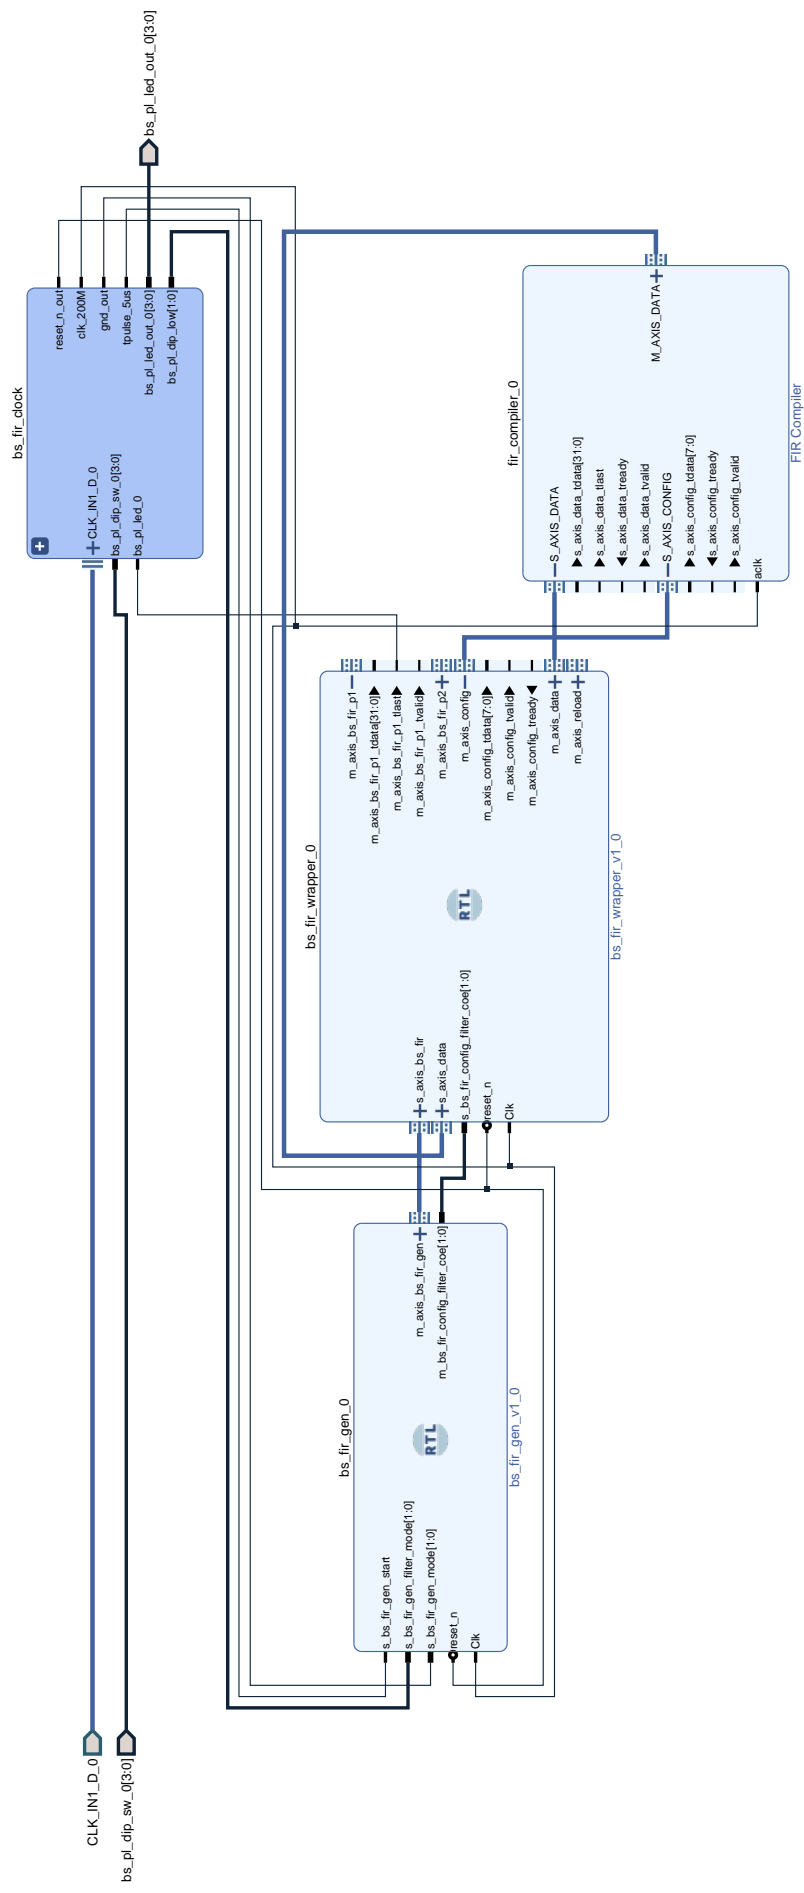 CLK_IN1_D_0
bs_pl_dip_sw_0[3:0]
bs_fir_clock
CLK_IN1_D_0
bs_pl_dip_sw_0[3:0]
bs_pl_led_0
reset_n_out
clk_200M
gnd_out
tpulse_5us
bs_pl_led_out_0[3:0]
bs_pl_dip_low[1:0]
bs_pl_led_out_0[3:0]
bs_fir_gen_0
s_bs_fir_gen_start
s_bs_fir_gen_filter_mode[1:0]
s_bs_fir_gen_mode[1:0]
reset_n
Clk
RTL
m_axis_bs_fir_gen
m_bs_fir_config_filter_coe[1:0]
bs_fir_gen_v1_0
bs_fir_wrapper_0
s_axis_bs_fir
s_axis_data
s_bs_fir_config_filter_coe[1:0]
reset_n
Clk
RTL
m_axis_bs_fir_p1
m_axis_bs_fir_p1_tdata[31:0]
m_axis_bs_fir_p1_tlast
m_axis_bs_fir_p1_tvalid
m_axis_bs_fir_p2
m_axis_config
m_axis_config_tdata[7:0]
m_axis_config_tvalid
m_axis_config_tready
m_axis_data
m_axis_reload
bs_fir_wrapper_v1_0
fir_compiler_0
S_AXIS_DATA
s_axis_data_tdata[31:0]
s_axis_data_tlast
s_axis_data_tready
s_axis_data_tvalid
S_AXIS_CONFIG
s_axis_config_tdata[7:0]
s_axis_config_tready
s_axis_config_tvalid
aclk
M_AXIS_DATA
FIR Compiler